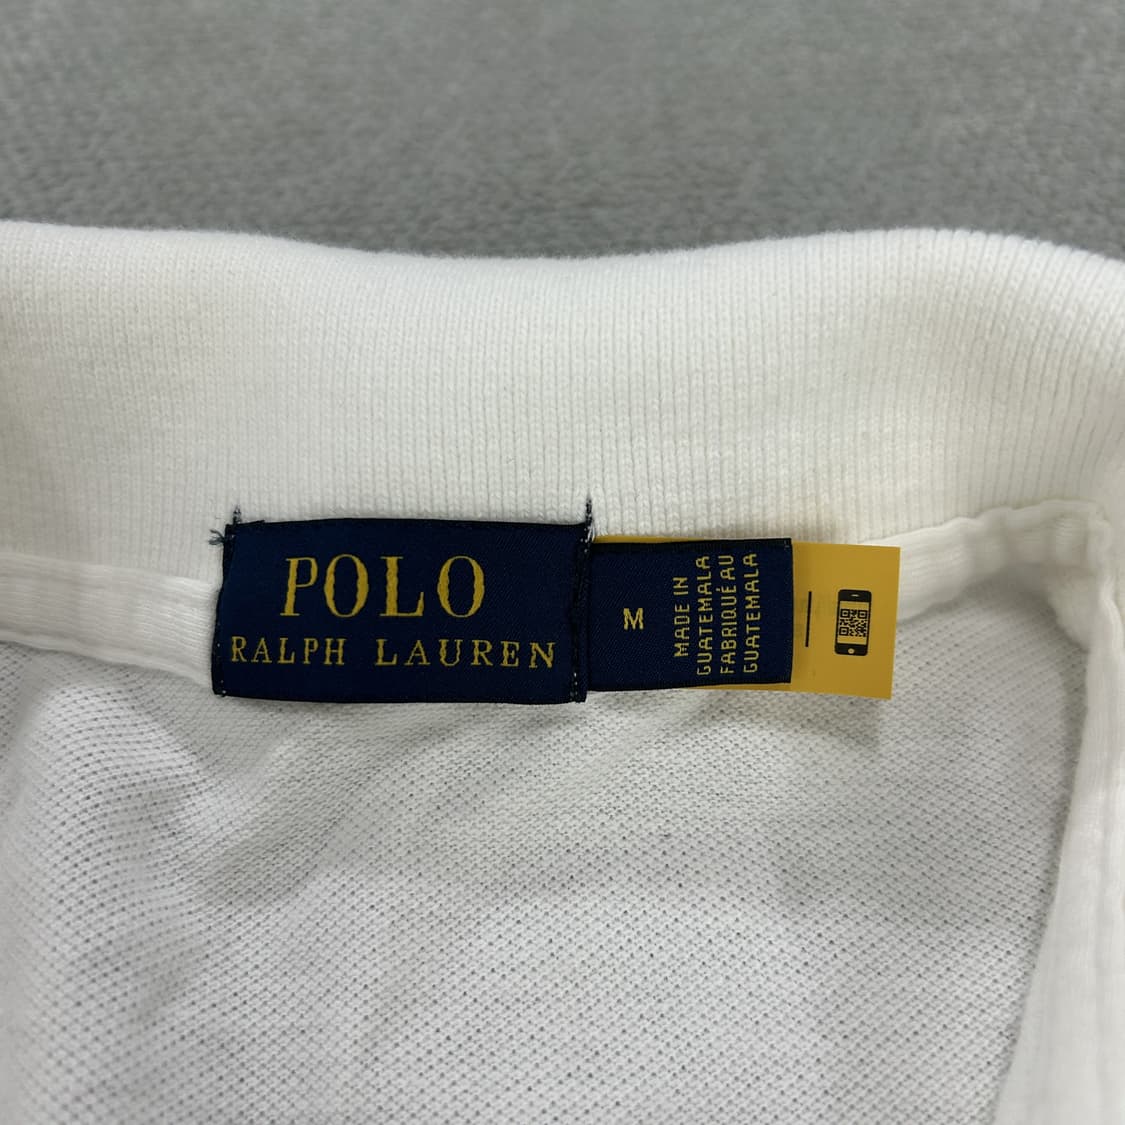 POLO
RALPH LAUREN
M
MADE IN
GUATEMALA
FABRIQUÉ AU
GUATEMALA